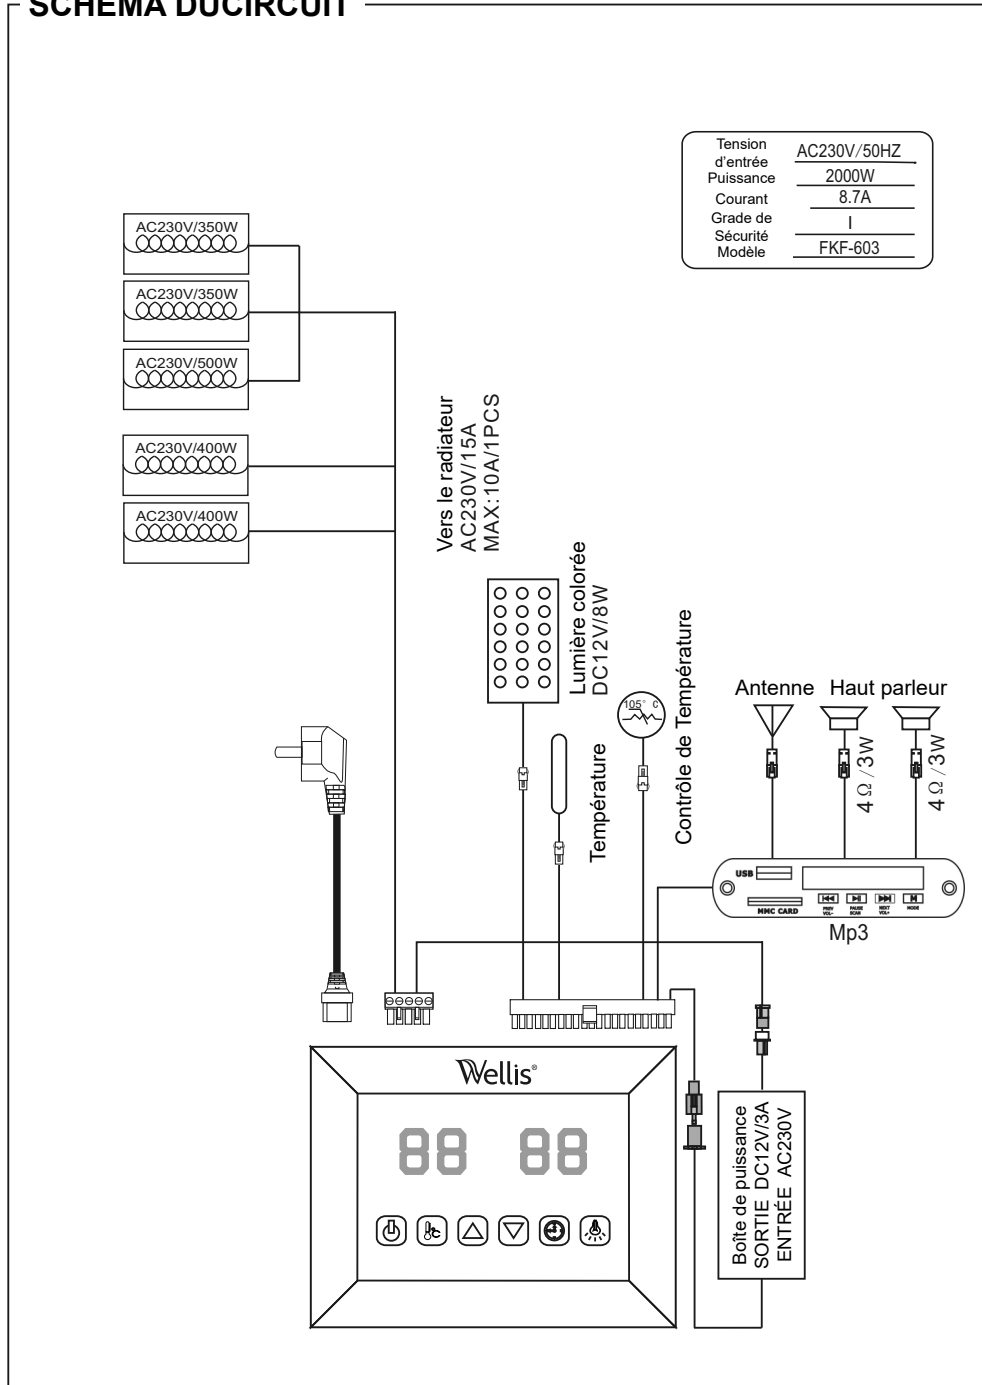 SCHÉMA DUCIRCUIT
Tension
d'entrée
AC230V/50HZ
Puissance
2000W
Courant
8.7A
Grade de
Sécurité
I
Modèle
FKF-603
AC230V/350W
AC230V/350W
AC230V/500W
AC230V/400W
AC230V/400W
Vers le radiateur
AC230V/15A
MAX:10A/1PCS
Lumière colorée
DC12V/8W
Température
105° C
Contrôle de Température
Antenne
Haut parleur
4 Ω/3W
4 Ω/3W
USB
MMC CARD
PREV
VOL-
PAUSE
SCAN
NEXT
VOL+
M
MODE
Mp3
Wellis®
88 88
°C
Boîte de puissance
SORTIE DC12V/3A
ENTRÉE AC230V